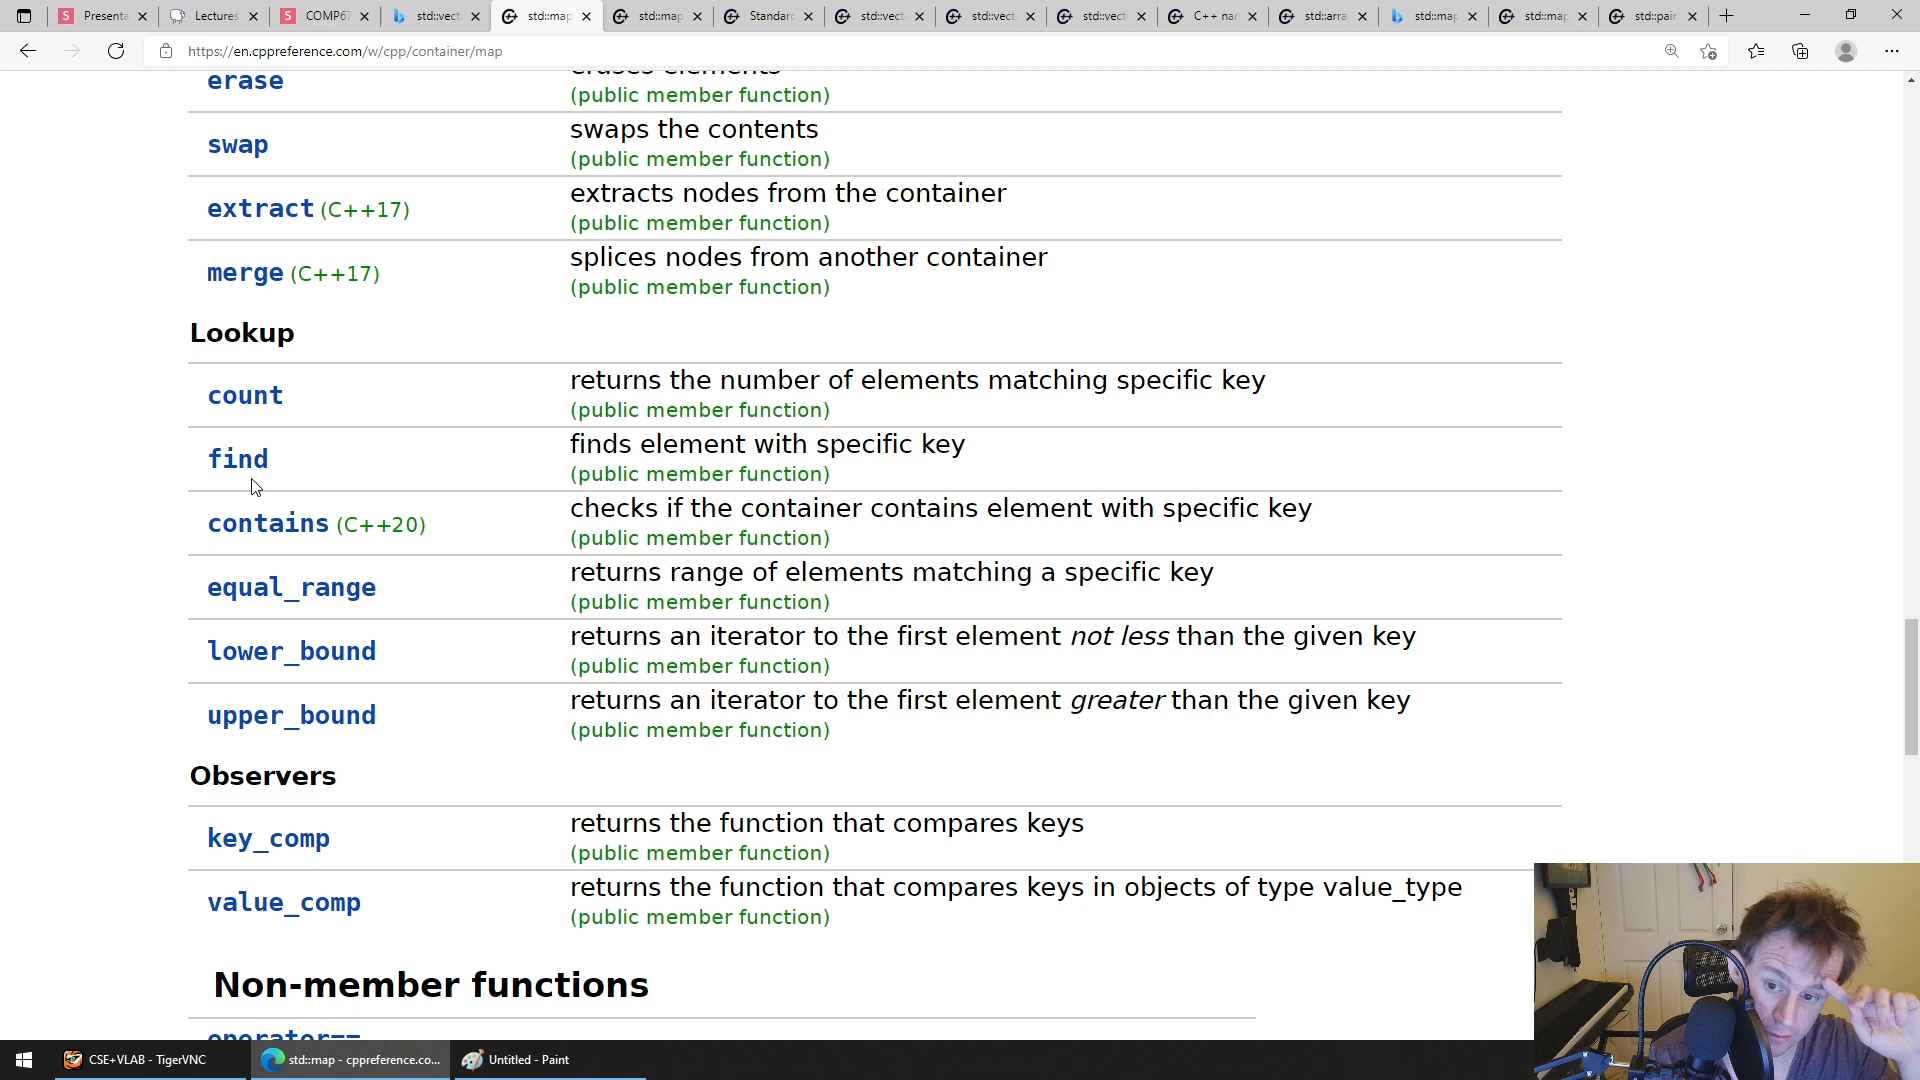 Presenta
Lectures
COMP67
std::vect
std::map
std::map
Standard
std::vect
std::vect
std::vect
C++ nar
std::arra
std::map
std::map
std::pair
https://en.cppreference.com/w/cpp/container/map
erase
erases elements
(public member function)
swap
swaps the contents
(public member function)
extract (C++17)
extracts nodes from the container
(public member function)
merge (C++17)
splices nodes from another container
(public member function)
Lookup
count
returns the number of elements matching specific key
(public member function)
find
finds element with specific key
(public member function)
contains (C++20)
checks if the container contains element with specific key
(public member function)
equal_range
returns range of elements matching a specific key
(public member function)
lower_bound
returns an iterator to the first element not less than the given key
(public member function)
upper_bound
returns an iterator to the first element greater than the given key
(public member function)
Observers
key_comp
returns the function that compares keys
(public member function)
value_comp
returns the function that compares keys in objects of type value_type
(public member function)
Non-member functions
operator==
CSE+VLAB - TigerVNC
std::map - cppreference.co...
Untitled - Paint